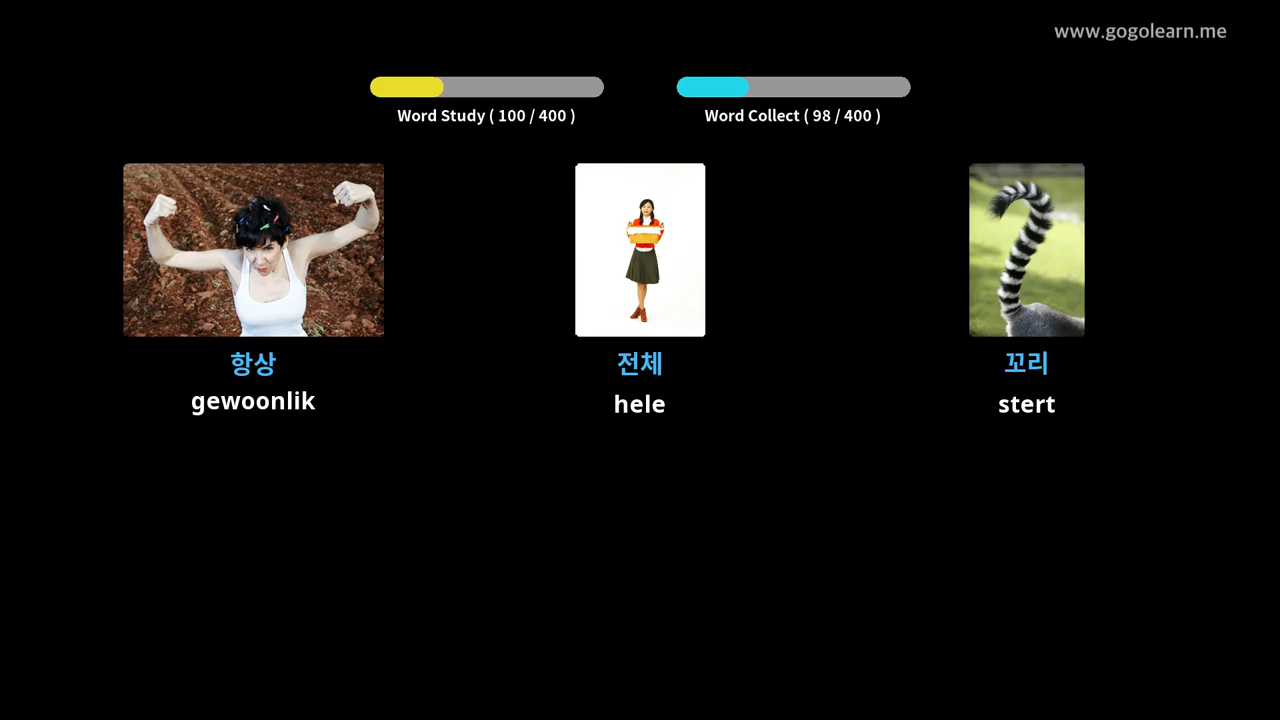 www.gogolearn.me
Word Study ( 100 / 400 )
Word Collect ( 98 / 400 )
항상
전체
꼬리
gewoonlik
hele
stert